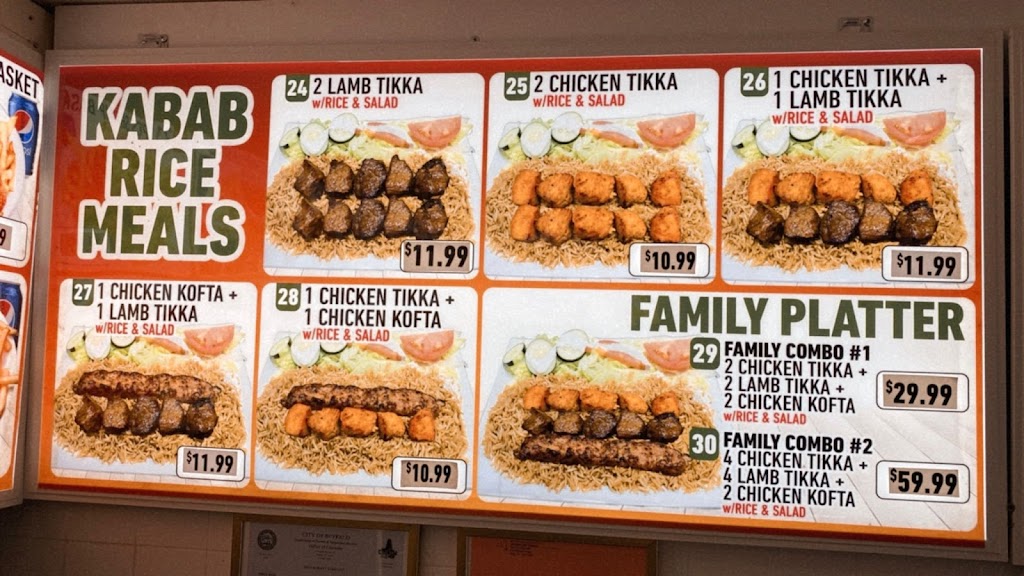 ASKET
KABAB
RICE
MEALS
24 2 LAMB TIKKA
w/RICE & SALAD
$11.99
25 2 CHICKEN TIKKA
w/RICE & SALAD
$10.99
26 1 CHICKEN TIKKA +
1 LAMB TIKKA
w/RICE & SALAD
$11.99
27 1 CHICKEN KOFTA +
1 LAMB TIKKA
w/RICE & SALAD
$11.99
28 1 CHICKEN TIKKA +
1 CHICKEN KOFTA
w/RICE & SALAD
$10.99
FAMILY PLATTER
29 FAMILY COMBO #1
2 CHICKEN TIKKA +
2 LAMB TIKKA +
2 CHICKEN KOFTA
w/RICE & SALAD
$29.99
30 FAMILY COMBO #2
4 CHICKEN TIKKA +
4 LAMB TIKKA +
2 CHICKEN KOFTA
w/RICE & SALAD
$59.99
9